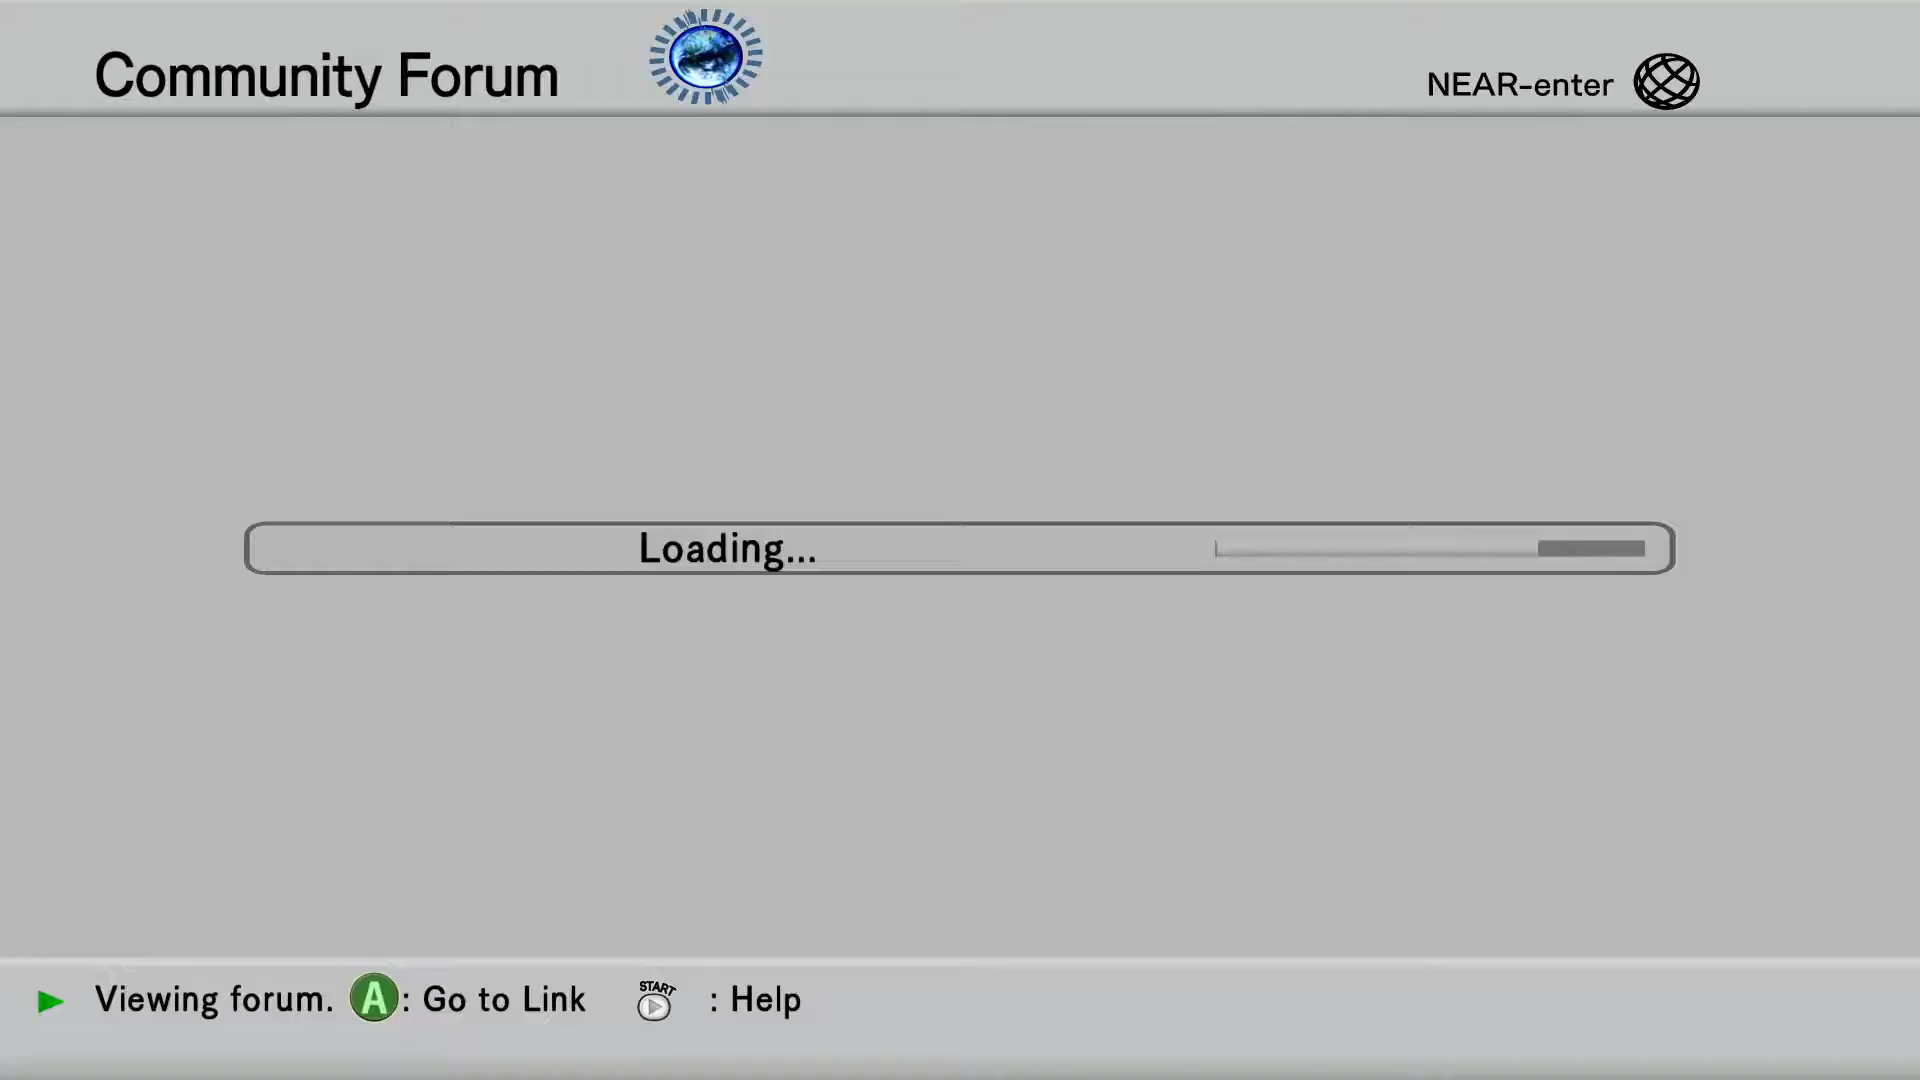 Community Forum
NEAR-enter
Loading...
Viewing forum. A : Go to Link START : Help